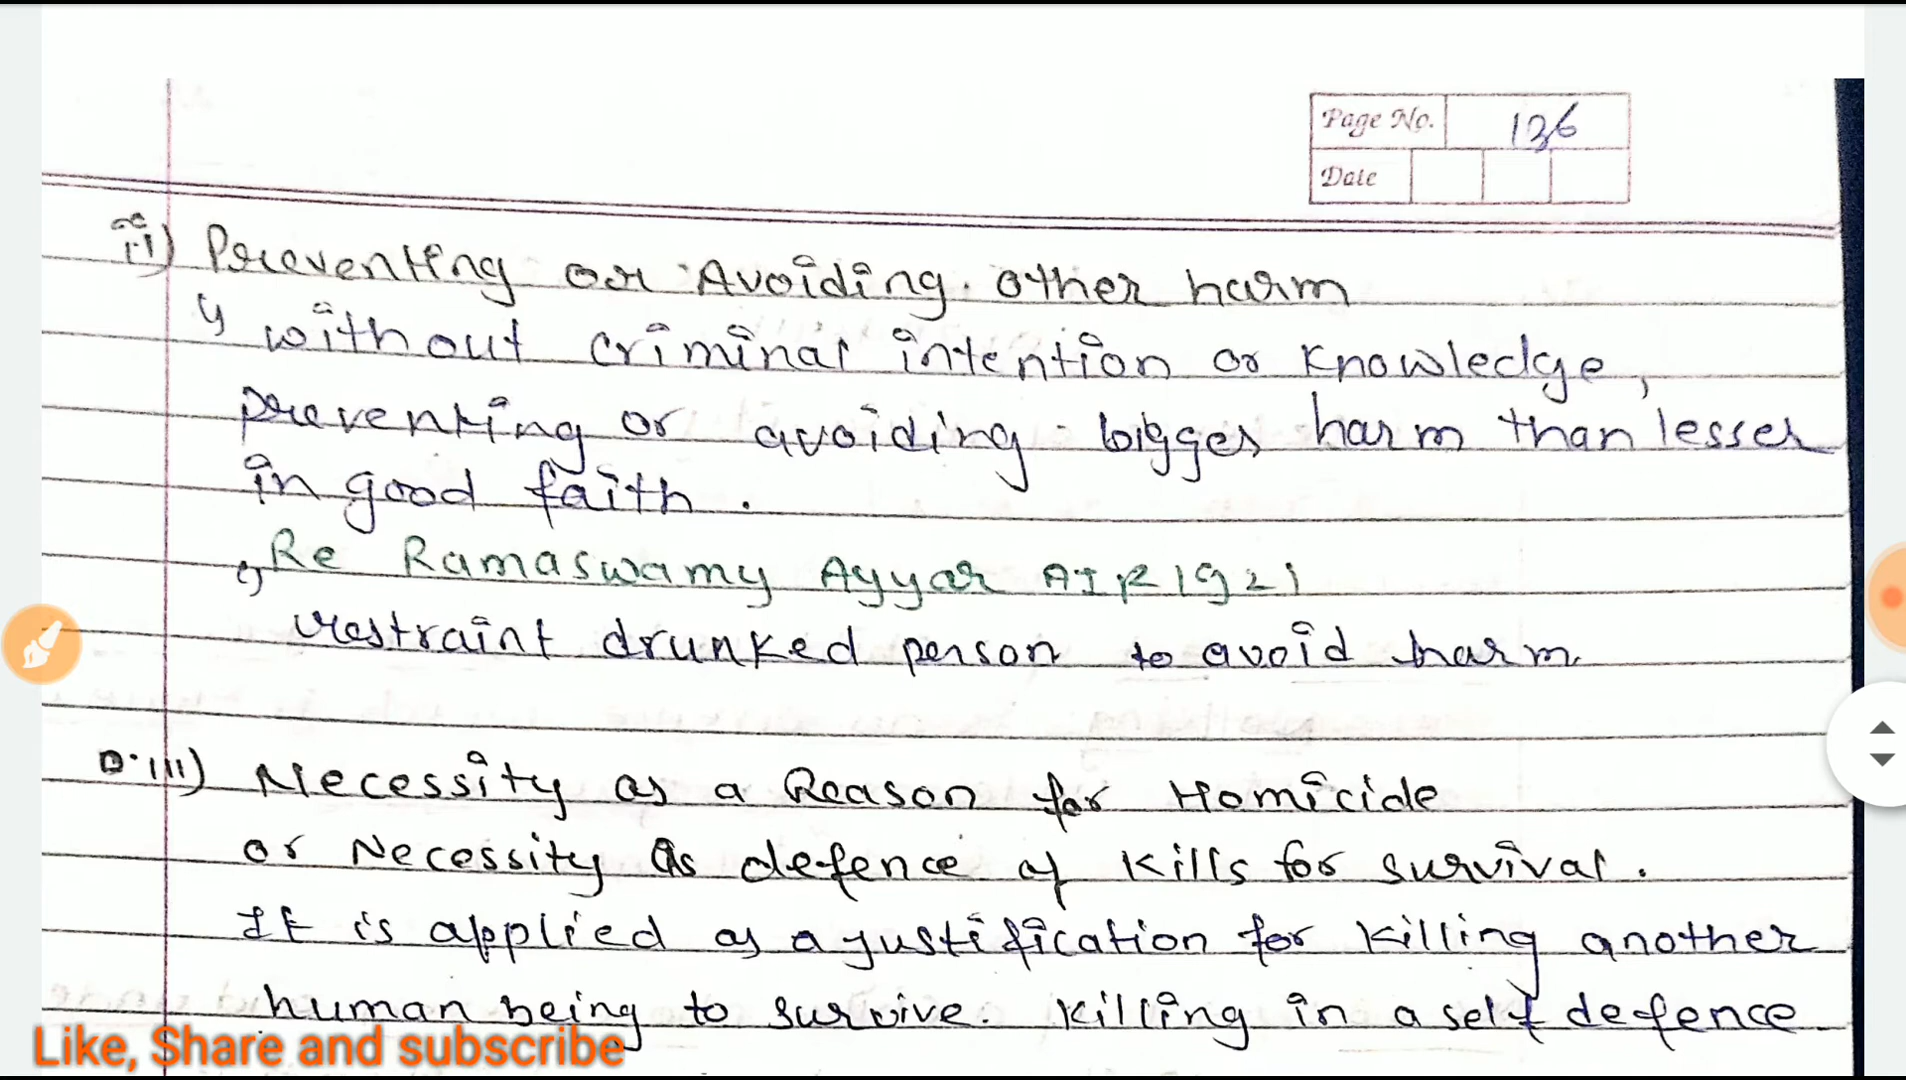 Page No. 136
Date
ii) Preventing or Avoiding other harm
↳ without criminal intention or Knowledge,
preventing or avoiding bigger harm than lesser
in good faith.
Re Ramaswamy Ayyar AIR 1921
restraint drunked person to avoid harm
iii) Necessity as a Reason for Homicide
or Necessity as defence of Kills for survival.
It is applied as a justification for killing another
human being to survive. Killing in a self defence
Like, Share and subscribe